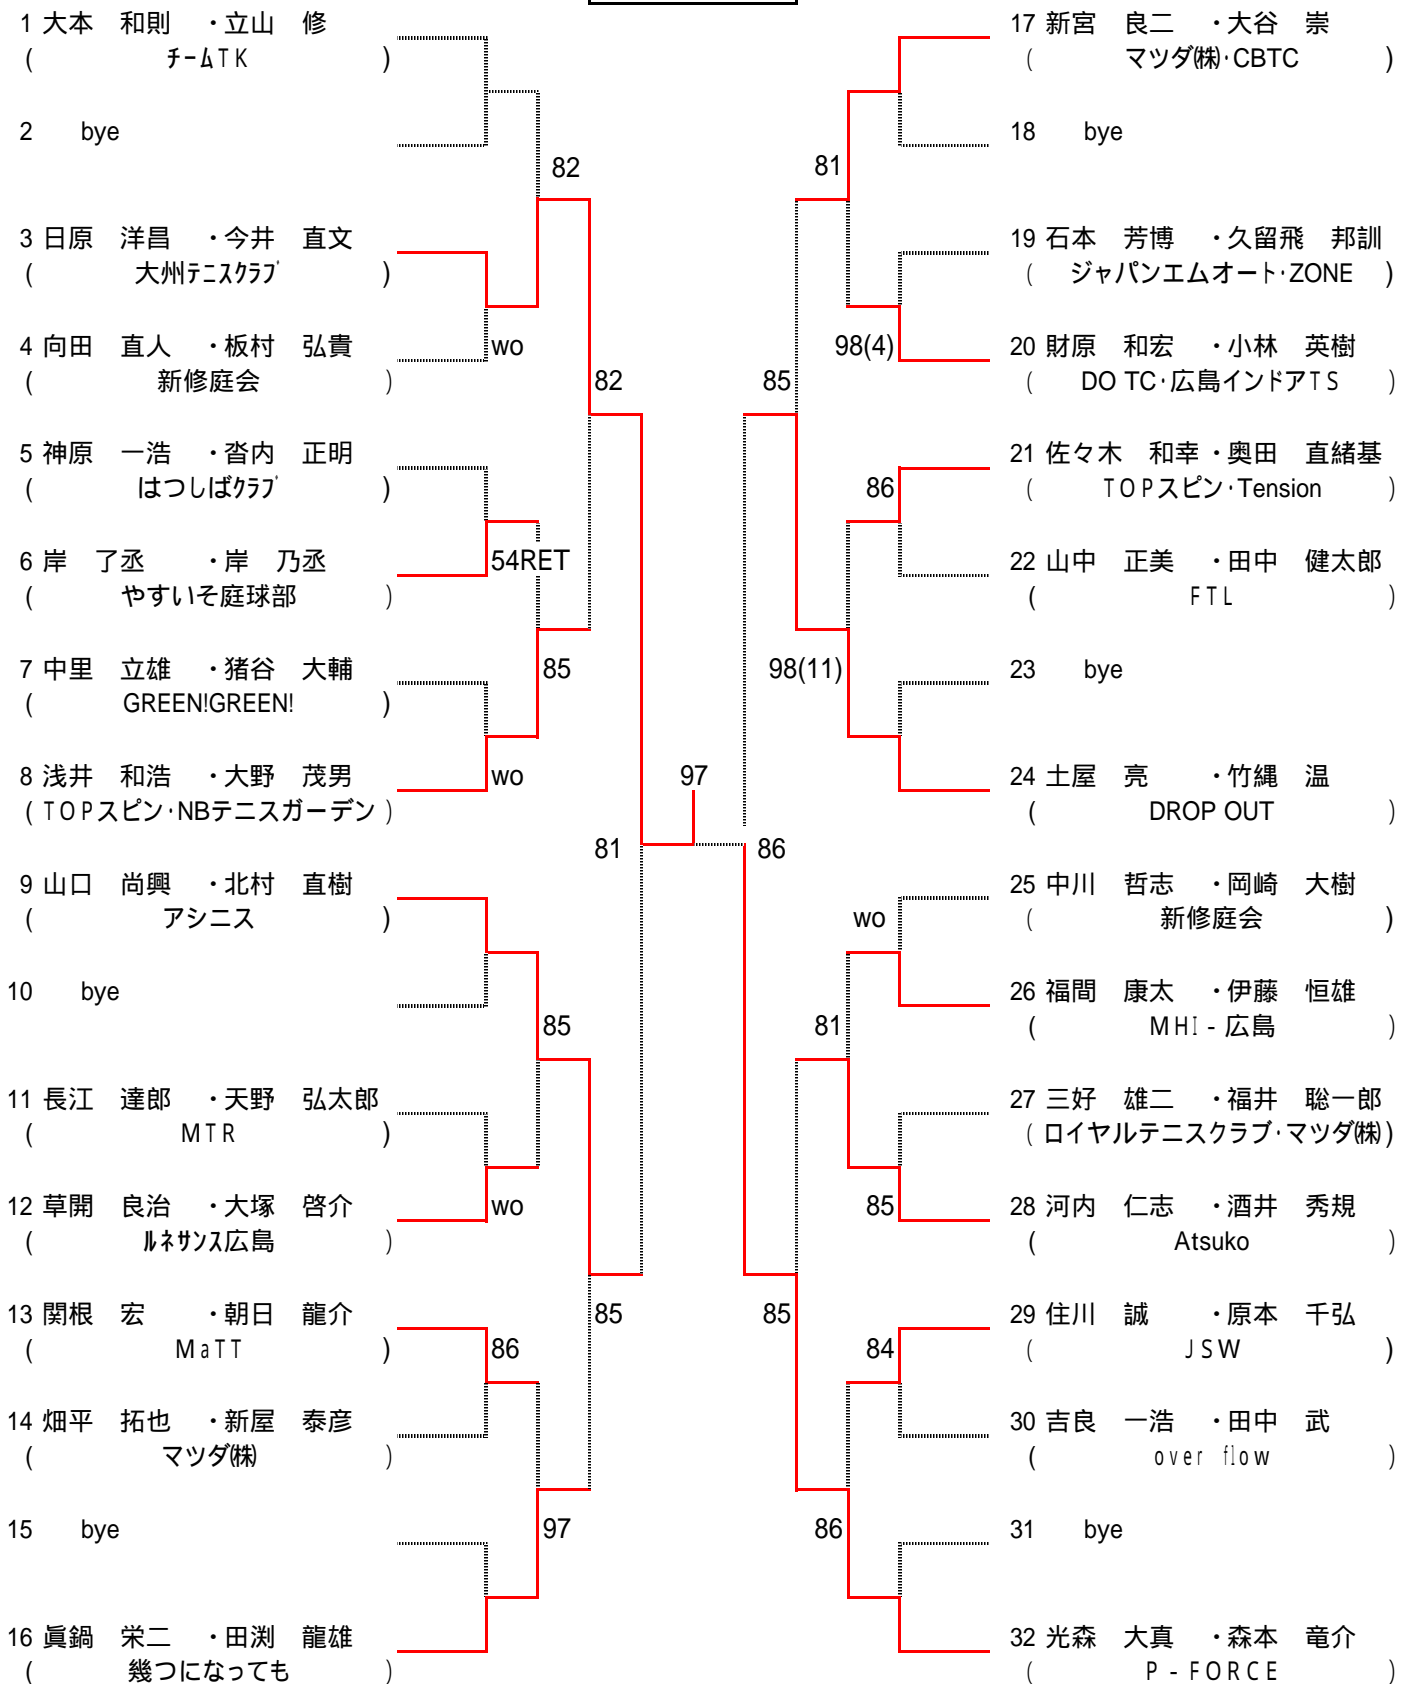 1 大本　和則　・立山　修
(　チームTK　)
2　bye
82
3 日原　洋昌　・今井　直文
(　大州テニスクラブ　)
4 向田　直人　・板村　弘貴
(　新修庭会　)
wo
82
5 神原　一浩　・沓内　正明
(　はつしばクラブ　)
6 岸　了丞　・岸　乃丞
(　やすいそ庭球部　)
54RET
7 中里　立雄　・猪谷　大輔
(　GREEN!GREEN!　)
85
8 浅井　和浩　・大野　茂男
(TOPスピン・NBテニスガーデン)
wo
97
81
9 山口　尚興　・北村　直樹
(　アシニス　)
10　bye
85
11 長江　達郎　・天野　弘太郎
(　MTR　)
12 草開　良治　・大塚　啓介
(　ルネサンス広島　)
wo
13 関根　宏　・朝日　龍介
(　MaTT　)
86
85
14 畑平　拓也　・新屋　泰彦
(　マツダ㈱　)
15　bye
97
16 眞鍋　栄二　・田渕　龍雄
(　幾つになっても　)
17 新宮　良二　・大谷　崇
(　マツダ㈱・CBTC　)
18　bye
81
19 石本　芳博　・久留飛　邦訓
(　ジャパンエムオート・ZONE　)
98(4)
20 財原　和宏　・小林　英樹
(　DO TC・広島インドアTS　)
85
21 佐々木　和幸・奥田　直緒基
(　TOPスピン・Tension　)
86
22 山中　正美　・田中　健太郎
(　FTL　)
98(11)
23　bye
24 土屋　亮　・竹縄　温
(　DROP OUT　)
86
25 中川　哲志　・岡崎　大樹
(　新修庭会　)
wo
26 福間　康太　・伊藤　恒雄
(　MHI - 広島　)
81
27 三好　雄二　・福井　聡一郎
(ロイヤルテニスクラブ・マツダ㈱)
85
28 河内　仁志　・酒井　秀規
(　Atsuko　)
85
29 住川　誠　・原本　千弘
(　JSW　)
84
30 吉良　一浩　・田中　武
(　over flow　)
86
31　bye
32 光森　大真　・森本　竜介
(　P - FORCE　)